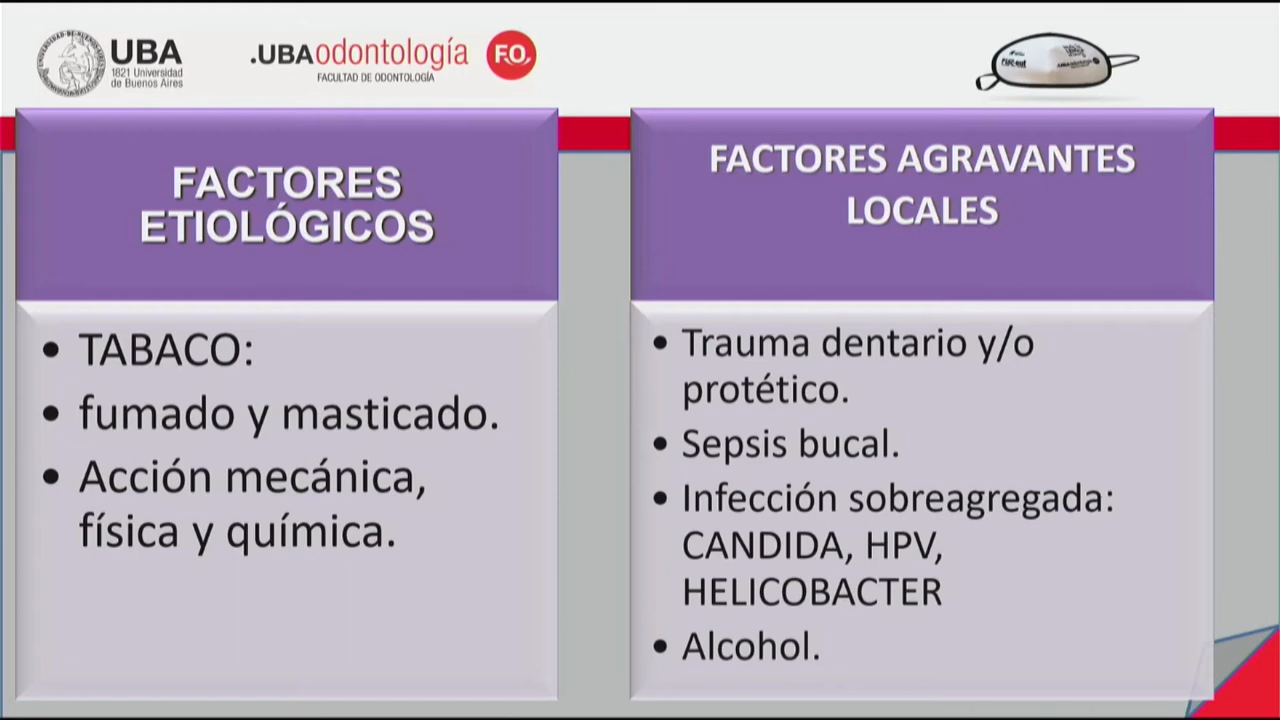 UBA
1821 Universidad
de Buenos Aires
.UBAodontología
FACULTAD DE ODONTOLOGÍA
F.O.
FACTORES
ETIOLÓGICOS
• TABACO:
• fumado y masticado.
• Acción mecánica,
física y química.
FACTORES AGRAVANTES
LOCALES
• Trauma dentario y/o
protético.
• Sepsis bucal.
• Infección sobreagregada:
CANDIDA, HPV,
HELICOBACTER
• Alcohol.